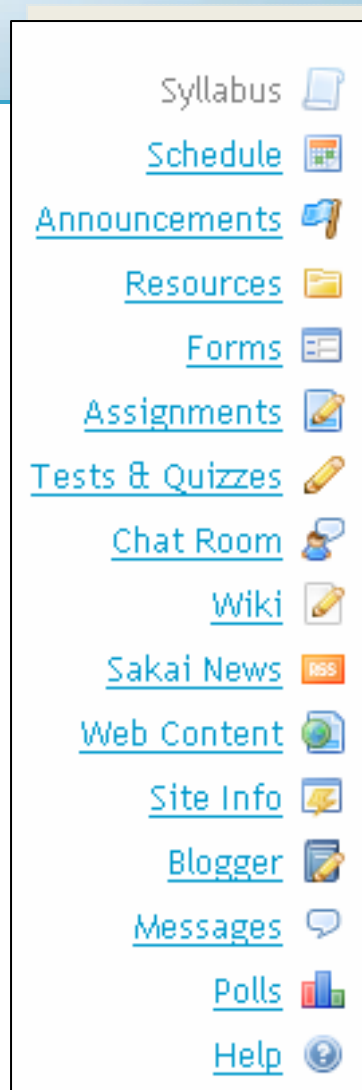 Syllabus
Schedule
Announcements
Resources
Forms
Assignments
Tests & Quizzes
Chat Room
Wiki
Sakai News RSS
Web Content
Site Info
Blogger
Messages
Polls
Help ?